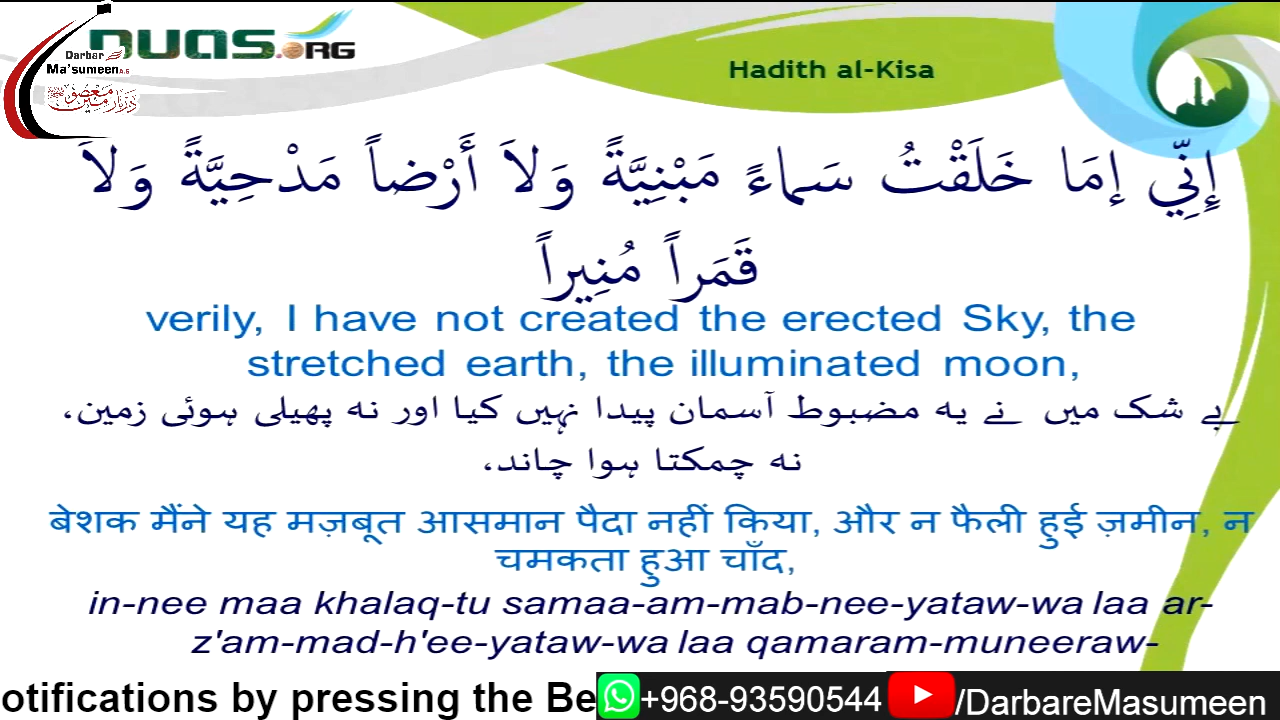 DUAS.ORG
Darbar
Ma'sumeen A.S
Hadith al-Kisa
إِنِّي إمَا خَلَقْتُ سَماءً مَبْنِيَّةً وَلاَ أَرْضاً مَدْحِيَّةً وَلاَ
قَمَراً مُنِيراً
verily, I have not created the erected Sky, the
stretched earth, the illuminated moon,
بے شک میں نے یہ مضبوط آسمان پیدا نہیں کیا اور نہ پھیلی ہوئی زمین،
نہ چمکتا ہوا چاند،
बेशक मैंने यह मज़बूत आसमान पैदा नहीं किया, और न फैली हुई ज़मीन, न
चमकता हुआ चाँद,
in-nee maa khalaq-tu samaa-am-mab-nee-yataw-wa laa ar-
z'am-mad-h'ee-yataw-wa laa qamaram-muneeraw-
otifications by pressing the Be +968-93590544 /DarbareMasumeen